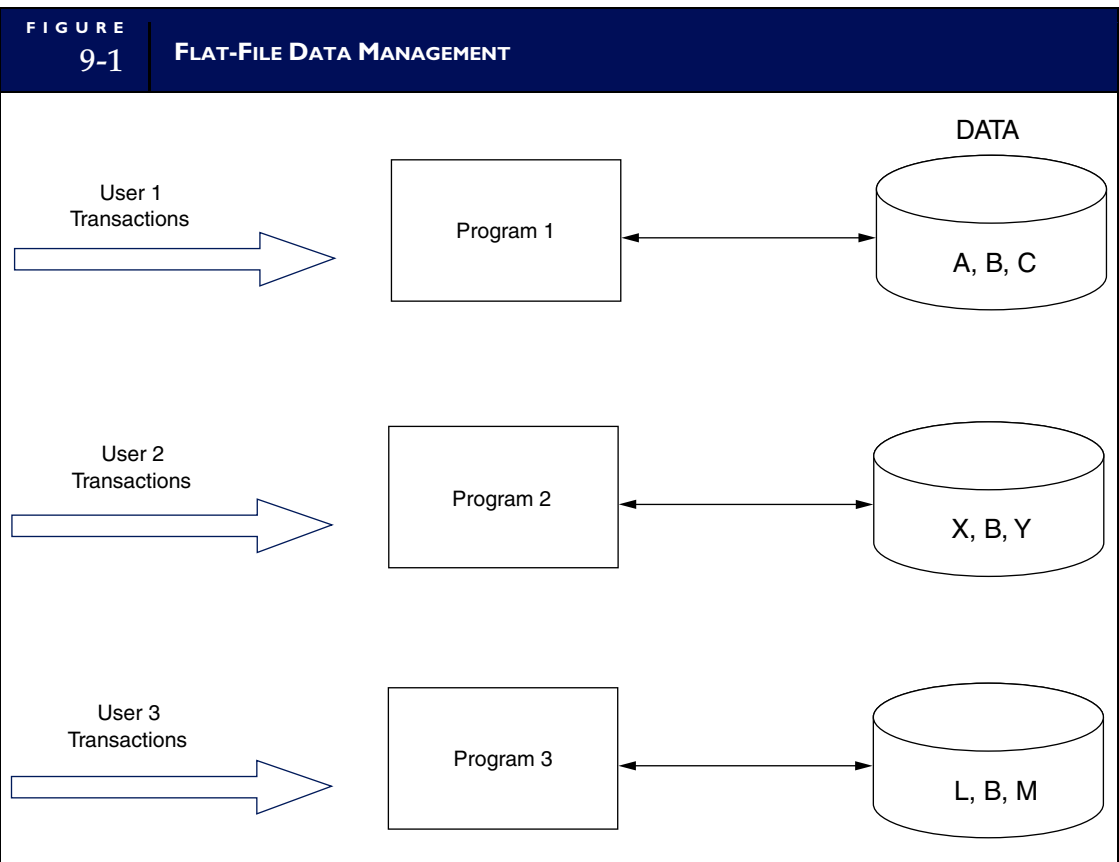 FIGURE
9-1
FLAT-FILE DATA MANAGEMENT
DATA
User 1
Transactions
Program 1
A, B, C
User 2
Transactions
Program 2
X, B, Y
User 3
Transactions
Program 3
L, B, M